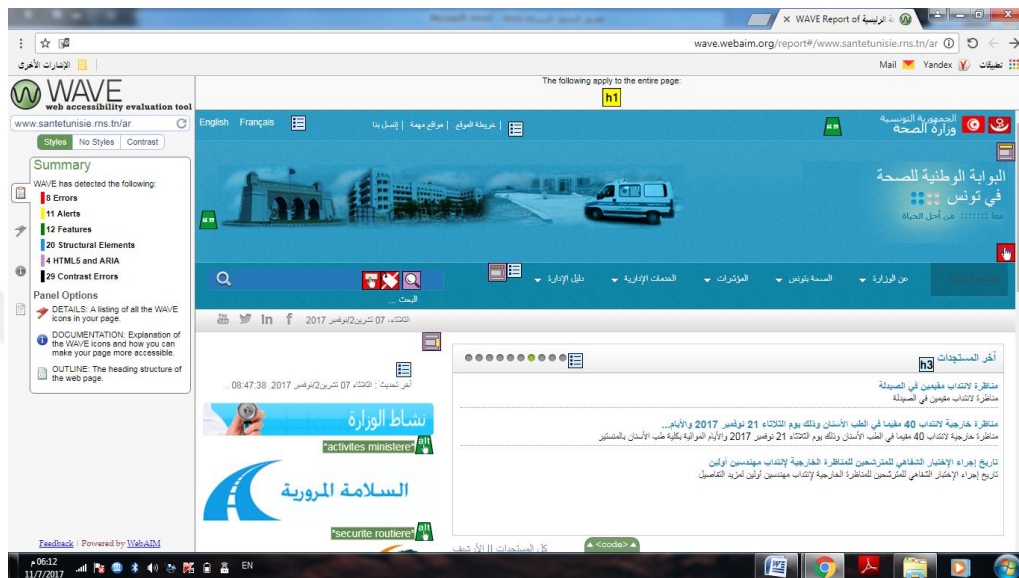 WAVE Report of الرئيسية
wave.webaim.org/report#/www.santetunisie.rns.tn/ar
الإشارات الأخرى
Mail
Yandex
تطبيقات
WAVE
web accessibility evaluation tool
www.santetunisie.rns.tn/ar
Styles
No Styles
Contrast
Summary
WAVE has detected the following:
8 Errors
11 Alerts
12 Features
20 Structural Elements
4 HTML5 and ARIA
29 Contrast Errors
Panel Options
DETAILS: A listing of all the WAVE
icons in your page.
DOCUMENTATION: Explanation of
the WAVE icons and how you can
make your page more accessible.
OUTLINE: The heading structure of
the web page.
Feedback | Powered by WebAIM
The following apply to the entire page:
h1
English Français
خريطة الموقع | مواقع مهمة | إتصل بنا
الجمهورية التونسية
وزارة الصحة
البوابة الوطنية للصحة
في تونس
معا :::::: من أجل الحياة
عن الوزارة
الصحة بتونس
المؤشرات
الخدمات الإدارية
دليل الإدارة
البحث ...
الثلاثاء، 07 تشرين2/نوفمبر 2017
آخر تحديث : الثلاثاء 07 تشرين2/نوفمبر 2017. 08:47:38 .
نشاط الوزارة
*activites ministere*
alt
السلامة المرورية
*securite routiere*
alt
أخر المستجدات
h3
مناظرة لانتداب مقيمين في الصيدلة
مناظرة لانتداب مقيمين في الصيدلة
مناظرة خارجية لانتداب 40 مقيما في الطب الأسنان وذلك يوم الثلاثاء 21 نوفمبر 2017 والأيام...
مناظرة خارجية لانتداب 40 مقيما في الطب الأسنان وذلك يوم الثلاثاء 21 نوفمبر 2017 والأيام الموالية بكلية طب الأسنان بالمنستير
تاريخ إجراء الإختبار الشفاهي للمترشحين للمناظرة الخارجية لإنتداب مهندسين أولين
تاريخ إجراء الإختبار الشفاهي للمترشحين للمناظرة الخارجية لإنتداب مهندسين أولين لمزيد التفاصيل
كل المستجدات || الأرشيف
<code>
06:12 م
11/7/2017
EN